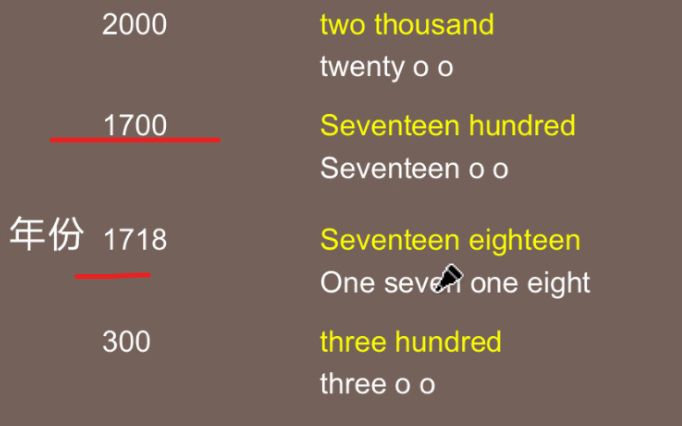 2000 two thousand
twenty o o
1700 Seventeen hundred
Seventeen o o
年份 1718 Seventeen eighteen
One seven one eight
300 three hundred
three o o